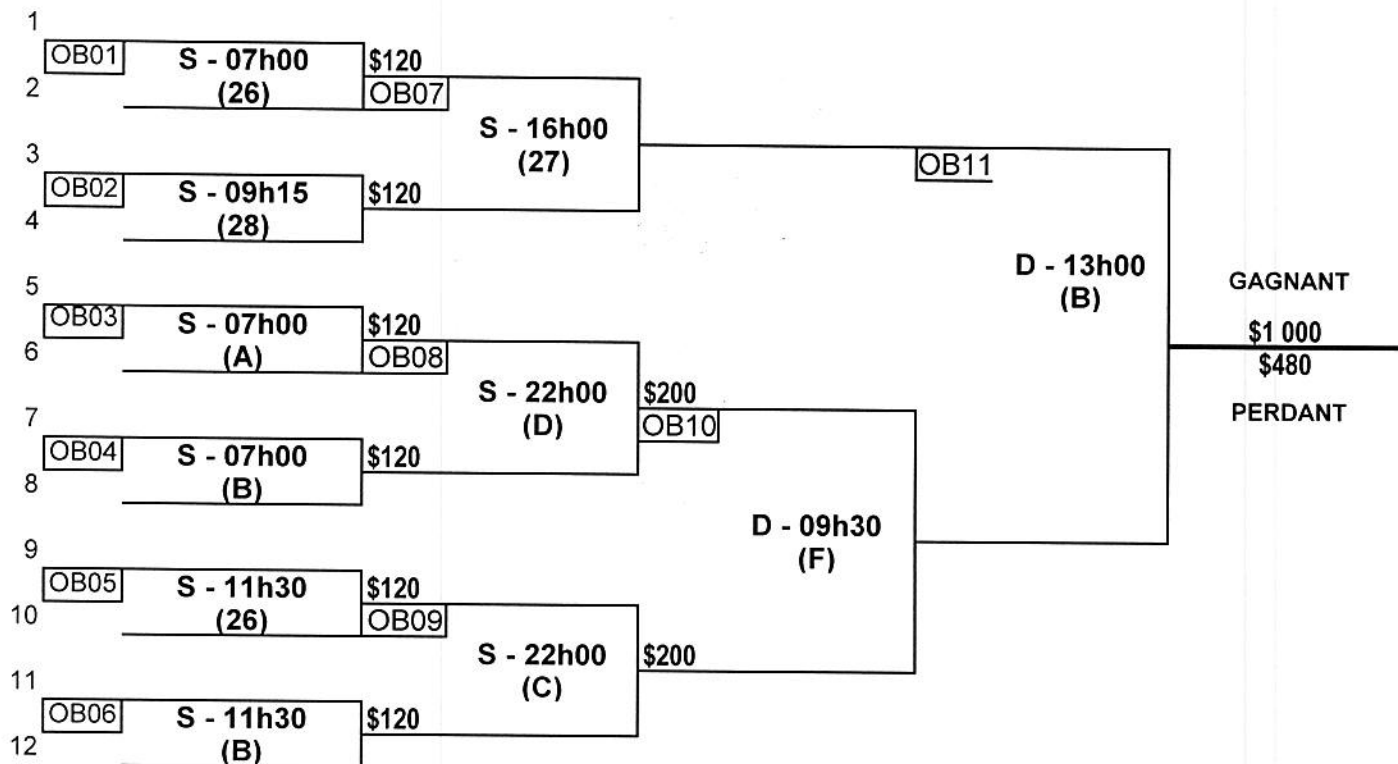 1
OB01 S - 07h00 $120
2 (26) OB07
S - 16h00
3 (27) OB11
OB02 S - 09h15 $120
4 (28)
D - 13h00
5 (B) GAGNANT
OB03 S - 07h00 $120 $1 000
6 (A) OB08 $480
S - 22h00 $200
7 (D) OB10 PERDANT
OB04 S - 07h00 $120
8 (B)
D - 09h30
9 (F)
OB05 S - 11h30 $120
10 (26) OB09
S - 22h00 $200
11 (C)
OB06 S - 11h30 $120
12 (B)